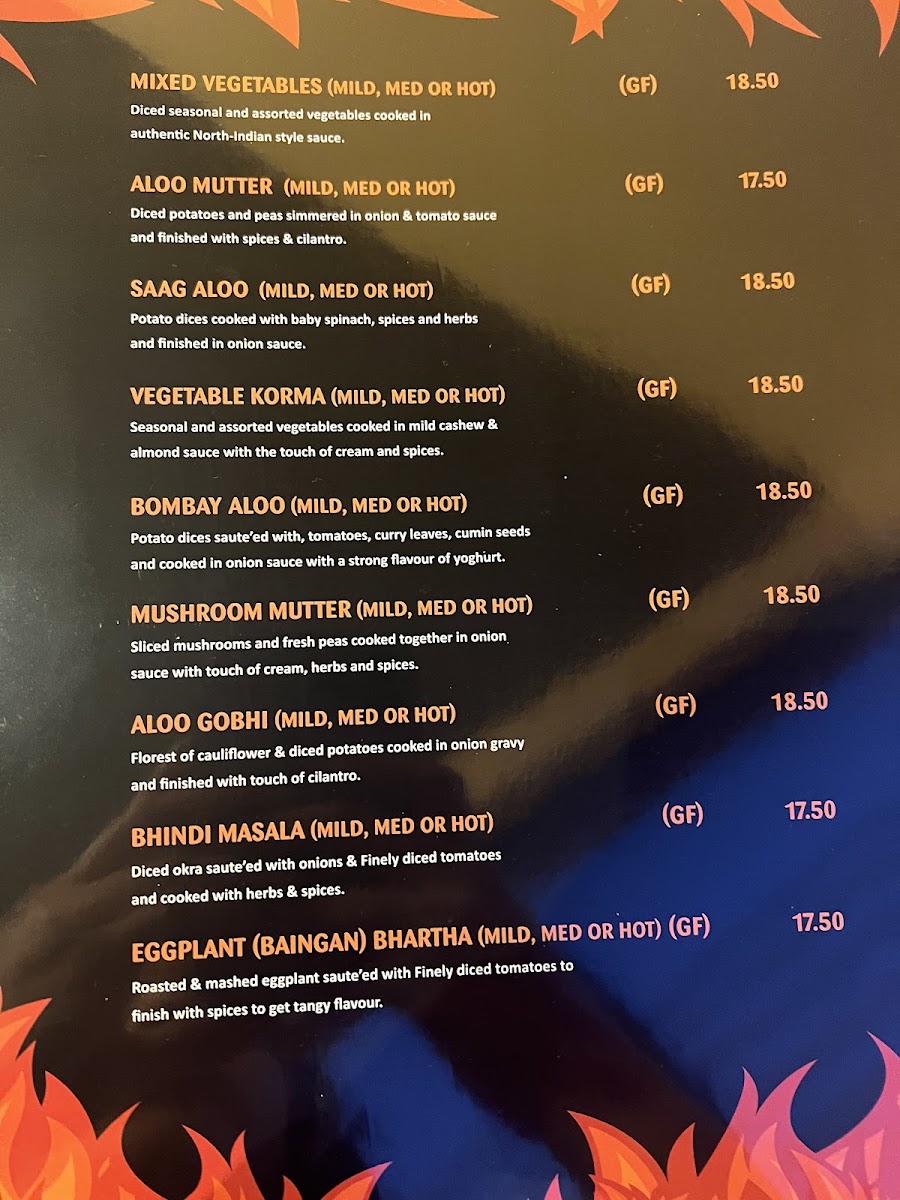 MIXED VEGETABLES (MILD, MED OR HOT) (GF) 18.50
Diced seasonal and assorted vegetables cooked in
authentic North-Indian style sauce.
ALOO MUTTER (MILD, MED OR HOT) (GF) 17.50
Diced potatoes and peas simmered in onion & tomato sauce
and finished with spices & cilantro.
SAAG ALOO (MILD, MED OR HOT) (GF) 18.50
Potato dices cooked with baby spinach, spices and herbs
and finished in onion sauce.
VEGETABLE KORMA (MILD, MED OR HOT) (GF) 18.50
Seasonal and assorted vegetables cooked in mild cashew &
almond sauce with the touch of cream and spices.
BOMBAY ALOO (MILD, MED OR HOT) (GF) 18.50
Potato dices saute'ed with, tomatoes, curry leaves, cumin seeds
and cooked in onion sauce with a strong flavour of yoghurt.
MUSHROOM MUTTER (MILD, MED OR HOT) (GF) 18.50
Sliced mushrooms and fresh peas cooked together in onion
sauce with touch of cream, herbs and spices.
ALOO GOBHI (MILD, MED OR HOT) (GF) 18.50
Florest of cauliflower & diced potatoes cooked in onion gravy
and finished with touch of cilantro.
BHINDI MASALA (MILD, MED OR HOT) (GF) 17.50
Diced okra saute'ed with onions & Finely diced tomatoes
and cooked with herbs & spices.
EGGPLANT (BAINGAN) BHARTHA (MILD, MED OR HOT) (GF) 17.50
Roasted & mashed eggplant saute'ed with Finely diced tomatoes to
finish with spices to get tangy flavour.